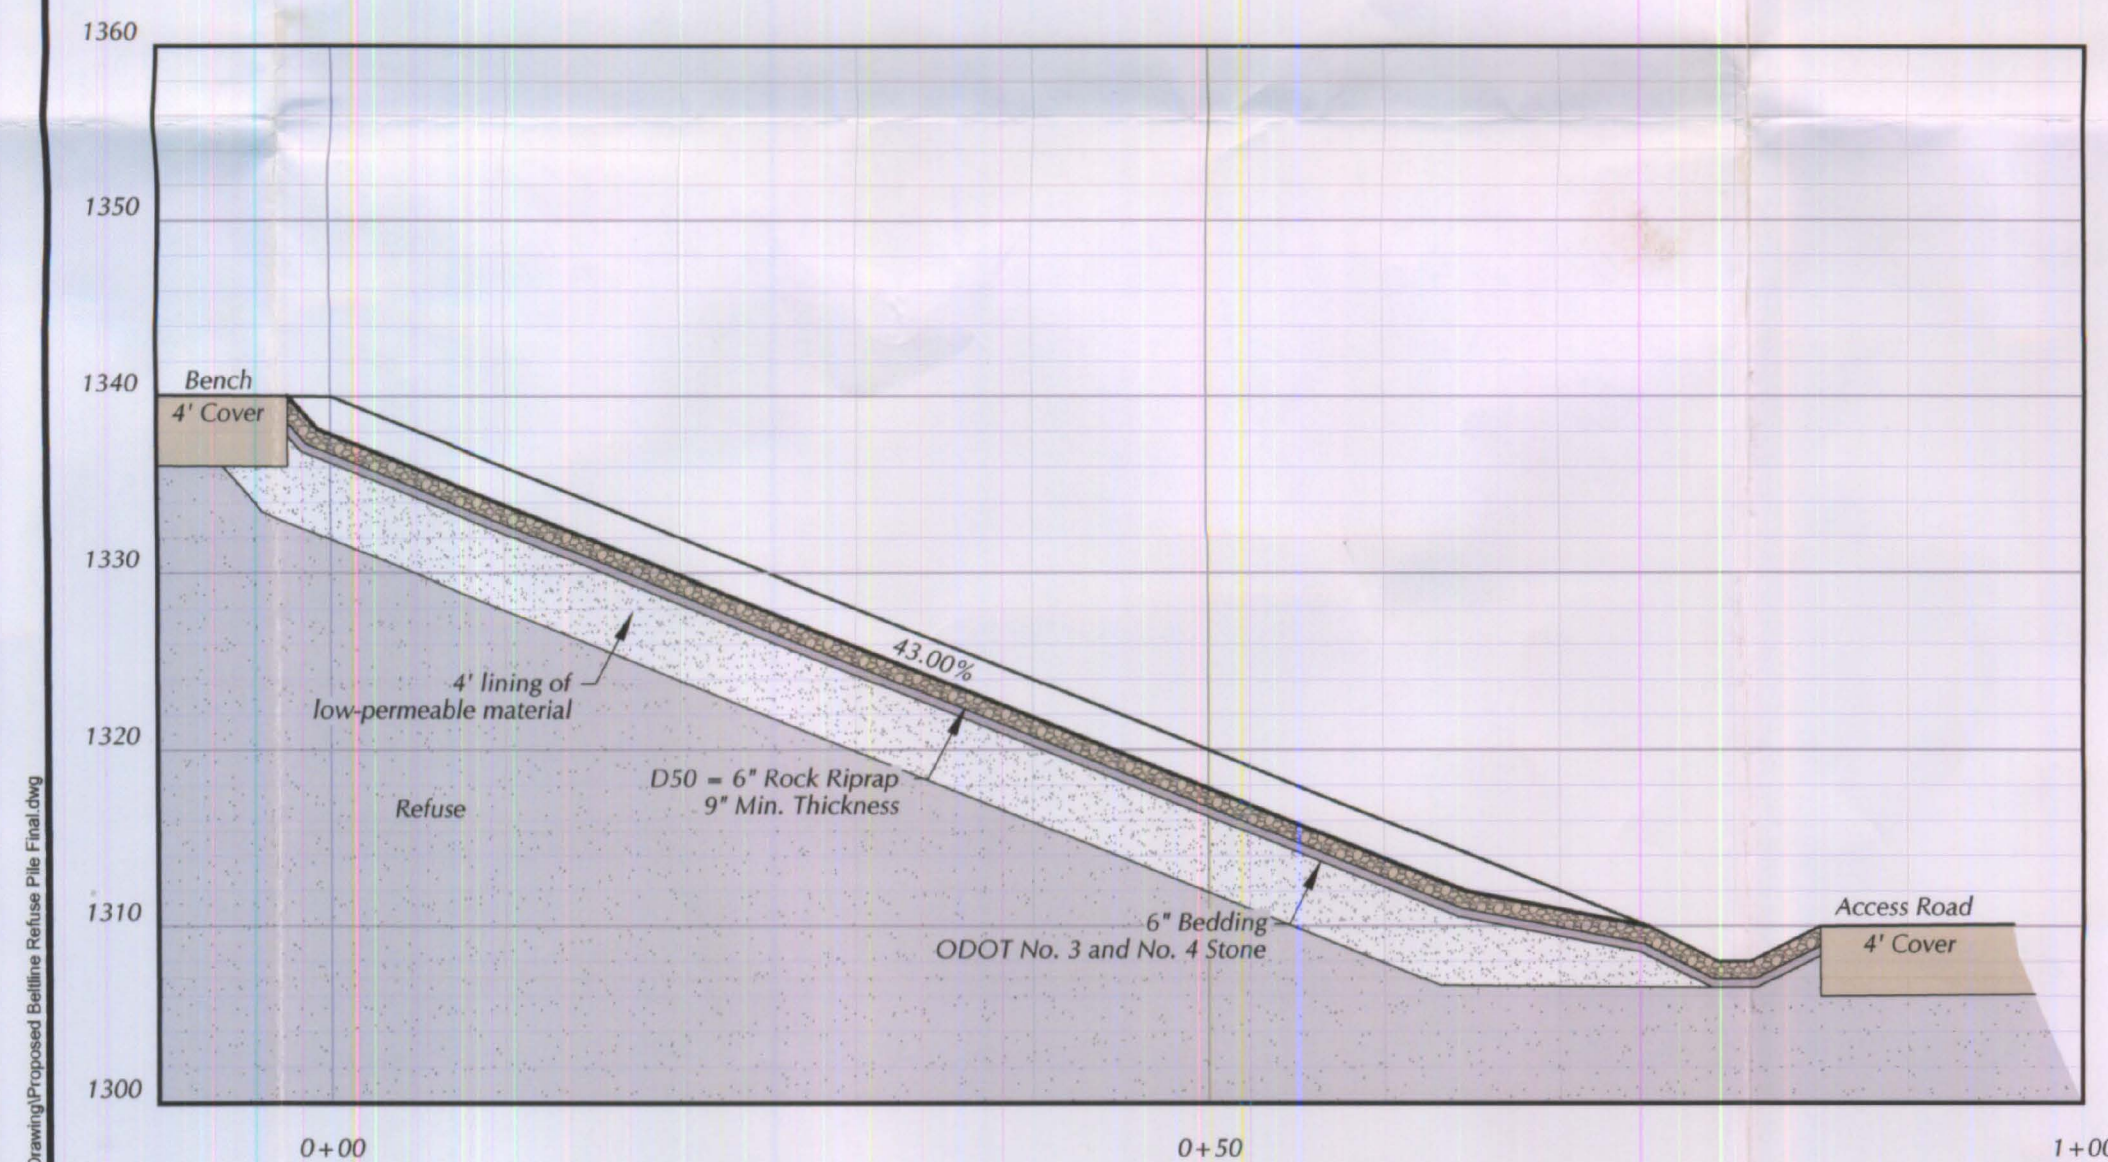 1360
1350
1340
Bench
4' Cover
1330
43.00%
4' lining of
low-permeable material
1320
D50 = 6" Rock Riprap
9" Min. Thickness
Refuse
1310
6" Bedding
ODOT No. 3 and No. 4 Stone
Access Road
4' Cover
1300
0+00
0+50
1+00
Drawing\Proposed Beltline Refuse Pile Final.dwg